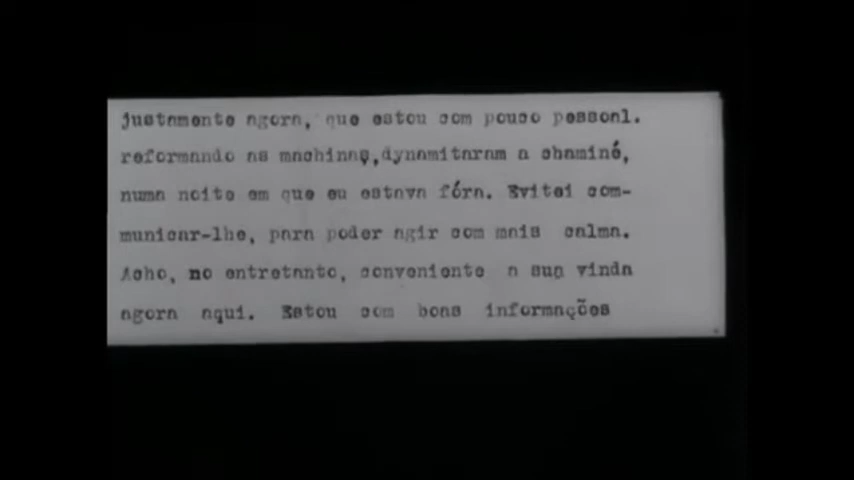 justamente agora, que estou com pouco pessoal.
reformando as machinas,dynamitaram a chaminé,
numa noite em que eu estava fóra. Evitei com-
municar-lhe, para poder agir com mais calma.
Acho, no entretanto, conveniente a sua vinda
agora aqui. Estou com bons informações